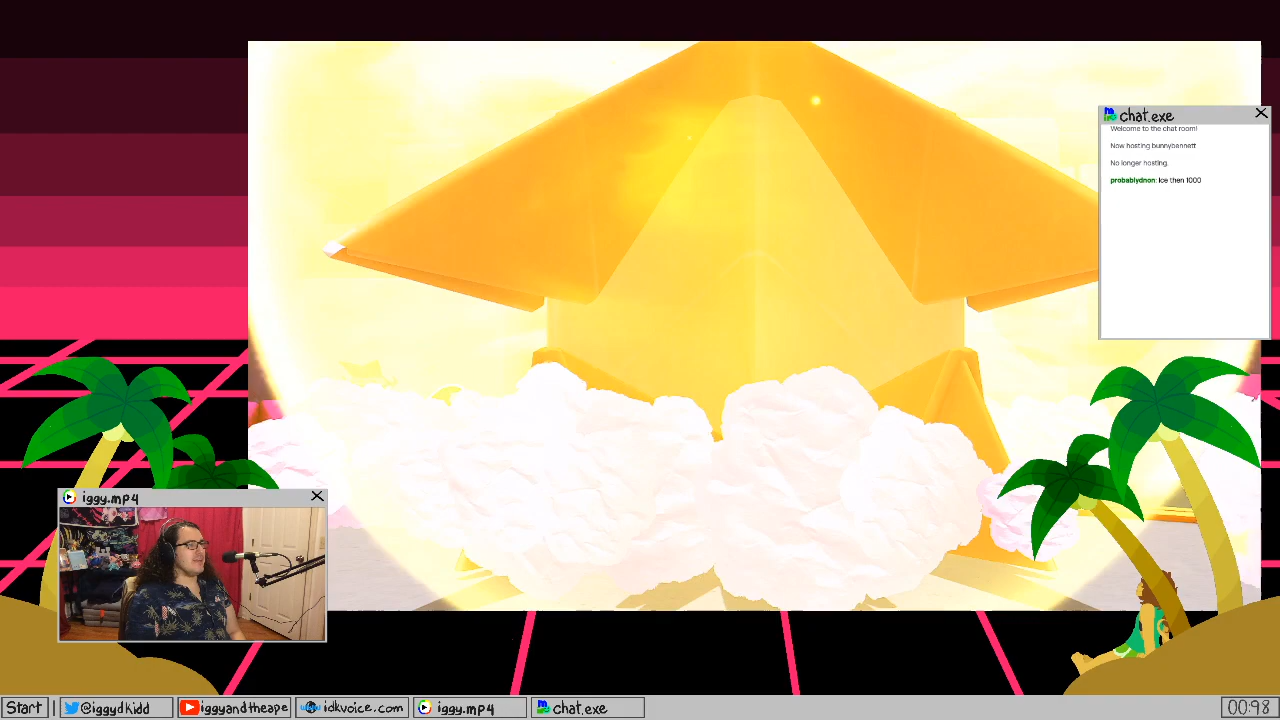 chat.exe
Welcome to the chat room!
Now hosting bunnybennett
No longer hosting.
probablydnon: Ice then 1000
iggy.mp4
Start | @iggydkidd iggyandtheape idkvoice.com iggy.mp4 chat.exe 00:98